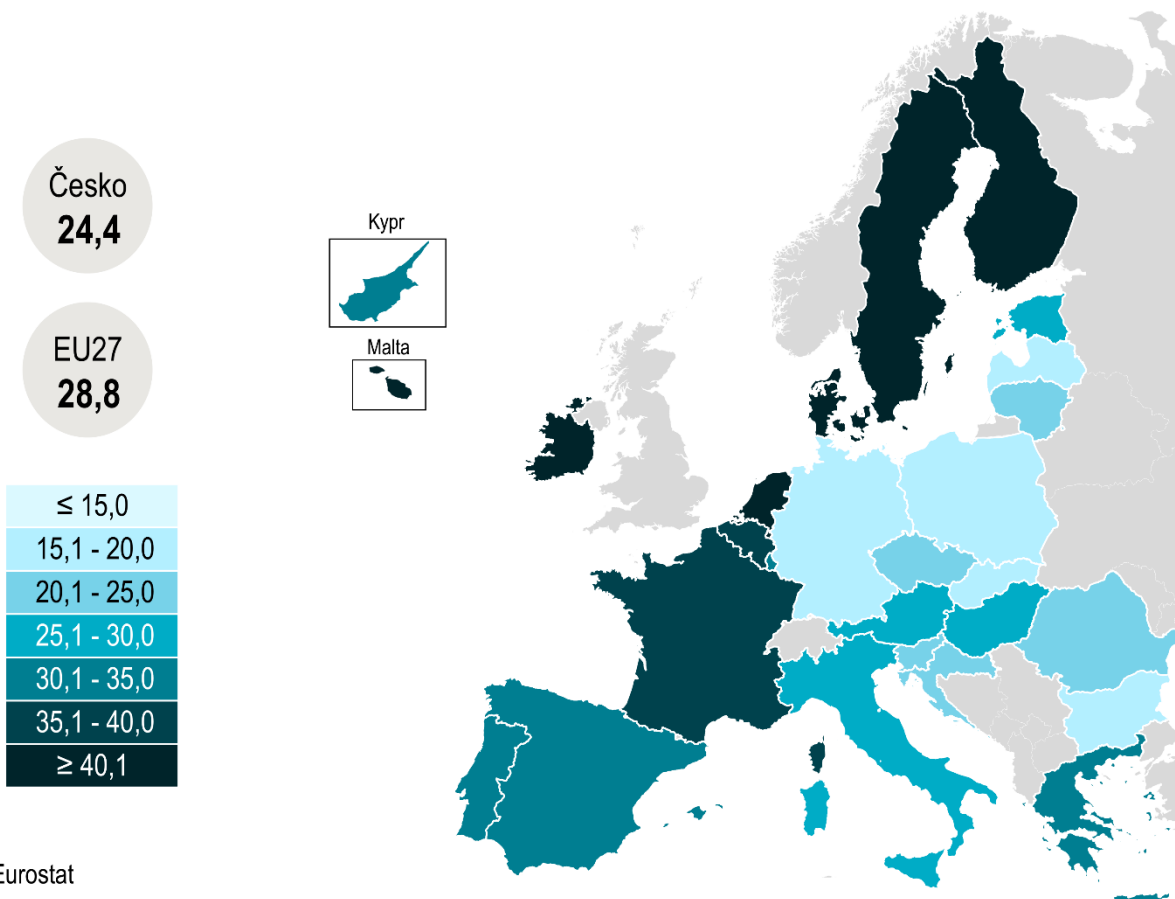 Česko
24,4
EU27
28,8
Kypr
Malta
≤ 15,0
15,1 - 20,0
20,1 - 25,0
25,1 - 30,0
30,1 - 35,0
35,1 - 40,0
≥ 40,1
Eurostat